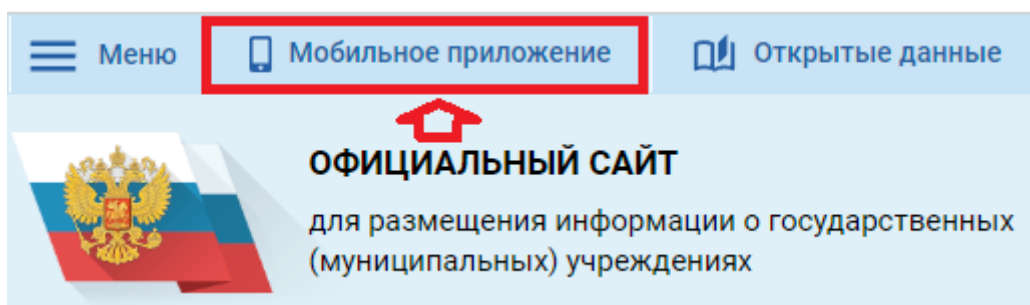 Меню
Мобильное приложение
Открытые данные
ОФИЦИАЛЬНЫЙ САЙТ
для размещения информации о государственных
(муниципальных) учреждениях